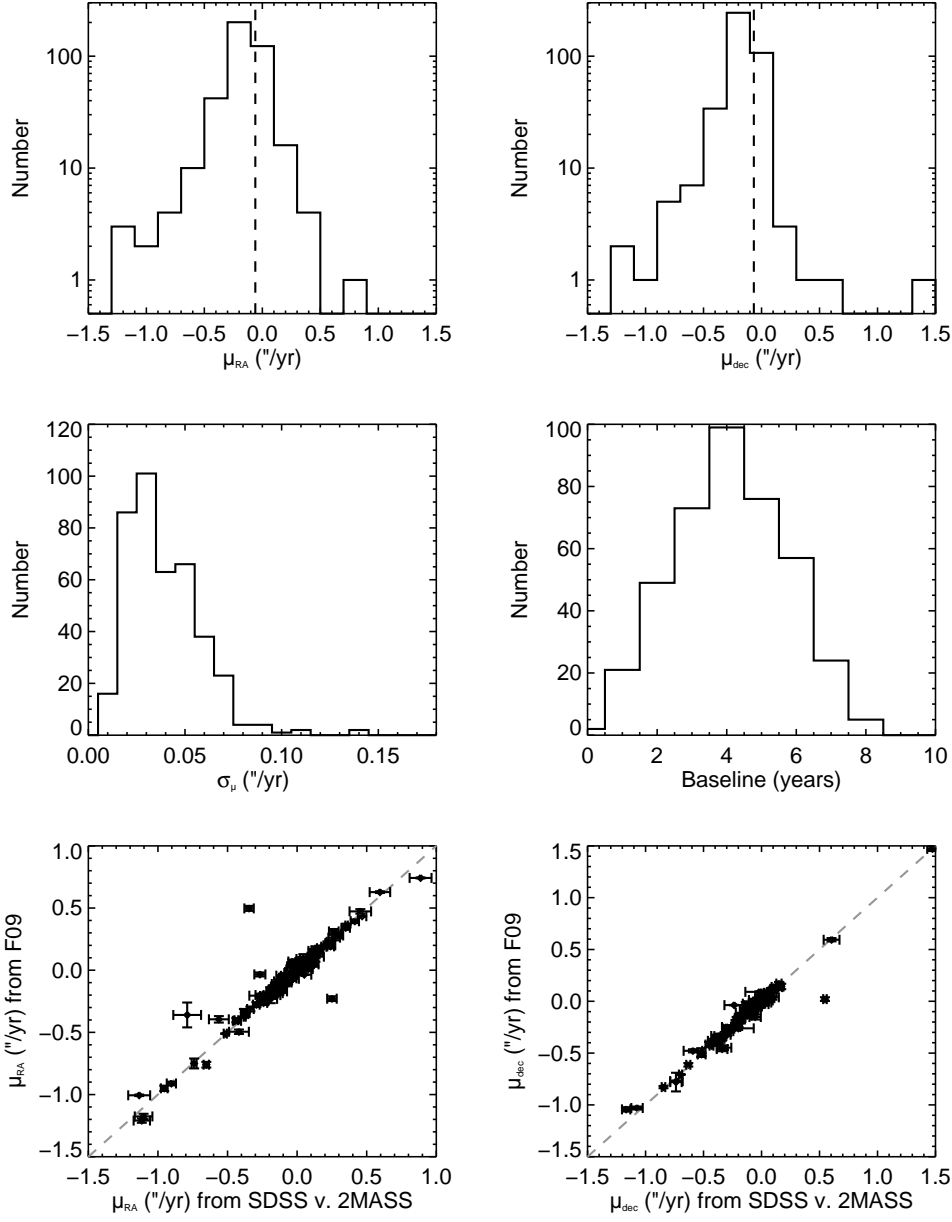 100
10
1
Number
−1.5 −1.0 −0.5 0.0 0.5 1.0 1.5
μRA ("/yr)
100
10
1
Number
−1.5 −1.0 −0.5 0.0 0.5 1.0 1.5
μdec ("/yr)
120
100
80
60
40
20
0
Number
0.00 0.05 0.10 0.15
σμ ("/yr)
100
80
60
40
20
0
Number
0 2 4 6 8 10
Baseline (years)
1.0
0.5
0.0
−0.5
−1.0
−1.5
μRA ("/yr) from F09
−1.5 −1.0 −0.5 0.0 0.5 1.0
μRA ("/yr) from SDSS v. 2MASS
1.5
1.0
0.5
0.0
−0.5
−1.0
−1.5
μdec ("/yr) from F09
−1.5 −1.0 −0.5 0.0 0.5 1.0 1.5
μdec ("/yr) from SDSS v. 2MASS